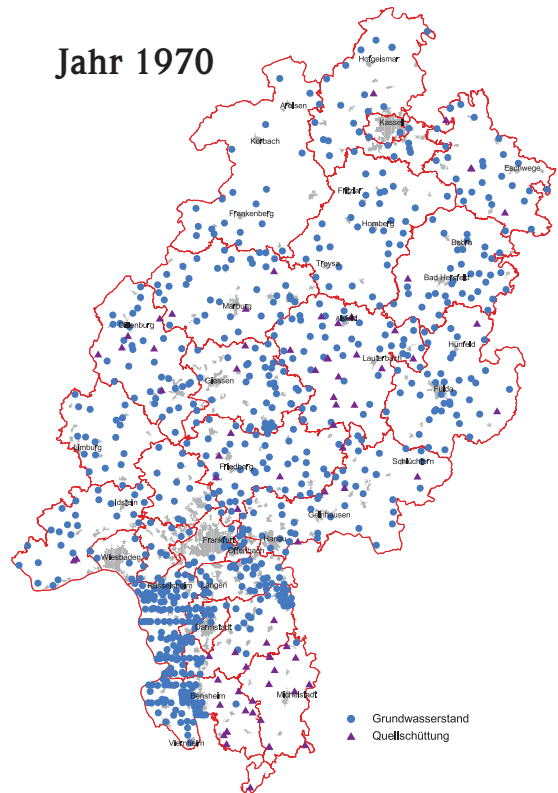 Jahr 1970
Hofgeismar
Arolsen
Kassel
Korbach
Eschwege
Fritzlar
Frankenberg
Homberg
Bebra
Treysa
Bad Hersfeld
Marburg
Dillenburg
Alsfeld
Hünfeld
Lauterbach
Giessen
Fulda
Limburg
Friedberg
Schlüchtern
Idstein
Gelnhausen
Frankfurt
Hanau
Offenbach
Wiesbaden
Rüsselsheim
Langen
Darmstadt
Bensheim
Michelstadt
Viernheim
Grundwasserstand
Quellschüttung